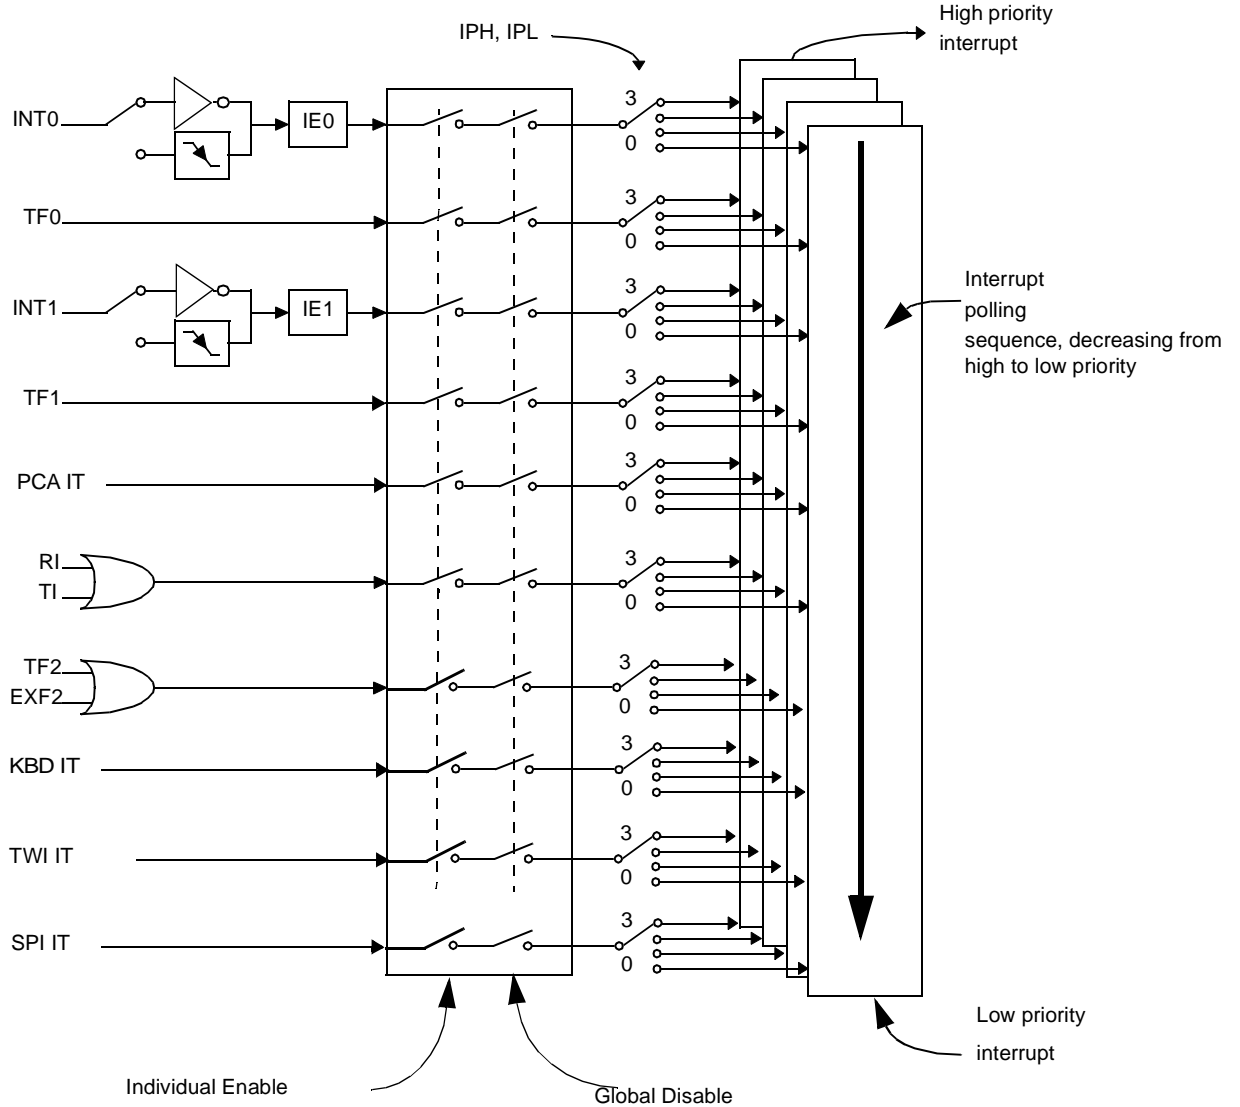 IPH, IPL
High priority
interrupt
INT0
IE0
3
0
TF0
3
0
INT1
IE1
3
0
Interrupt
polling
sequence, decreasing from
high to low priority
TF1
3
0
PCA IT
3
0
RI
TI
3
0
TF2
EXF2
3
0
KBD IT
3
0
TWI IT
3
0
SPI IT
3
0
Low priority
interrupt
Individual Enable
Global Disable